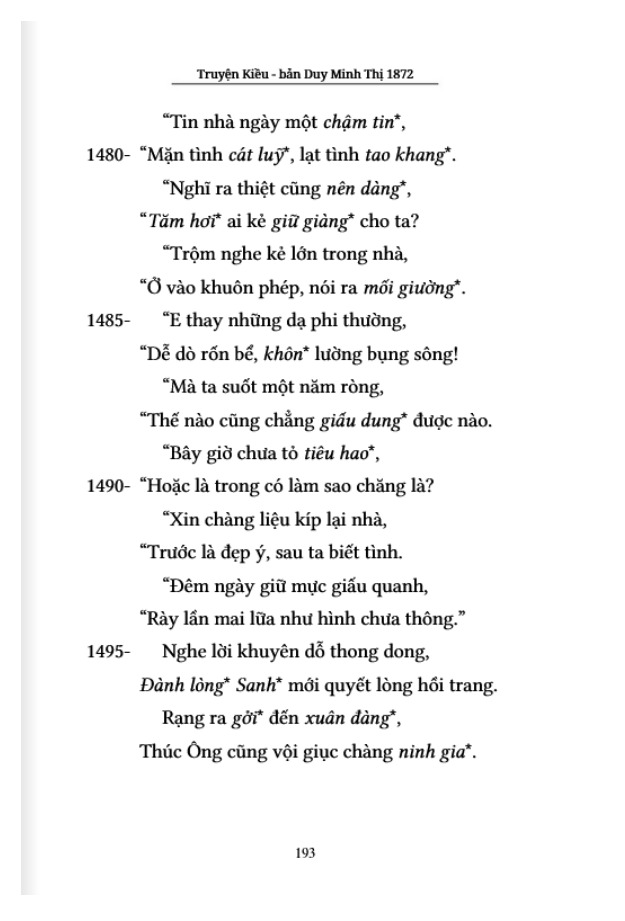 Truyện Kiều - bản Duy Minh Thị 1872
“Tin nhà ngày một chậm tin*,
1480- “Mặn tình cát luỹ*, lạt tình tao khang*.
“Nghĩ ra thiệt cũng nên dàng*,
“Tăm hơi* ai kẻ giữ giàng* cho ta?
“Trộm nghe kẻ lớn trong nhà,
“Ở vào khuôn phép, nói ra mối giường*.
1485- “E thay những dạ phi thường,
“Dễ dò rốn bể, khôn* lường bụng sông!
“Mà ta suốt một năm ròng,
“Thế nào cũng chẳng giấu dung* được nào.
“Bây giờ chưa tỏ tiêu hao*,
1490- “Hoặc là trong có làm sao chăng là?
“Xin chàng liệu kíp lại nhà,
“Trước là đẹp ý, sau ta biết tình.
“Đêm ngày giữ mực giấu quanh,
“Rày lần mai lữa như hình chưa thông.”
1495- Nghe lời khuyên dỗ thong dong,
Đành lòng* Sanh* mới quyết lòng hồi trang.
Rạng ra gởi* đến xuân đàng*,
Thúc Ông cũng vội giục chàng ninh gia*.
193